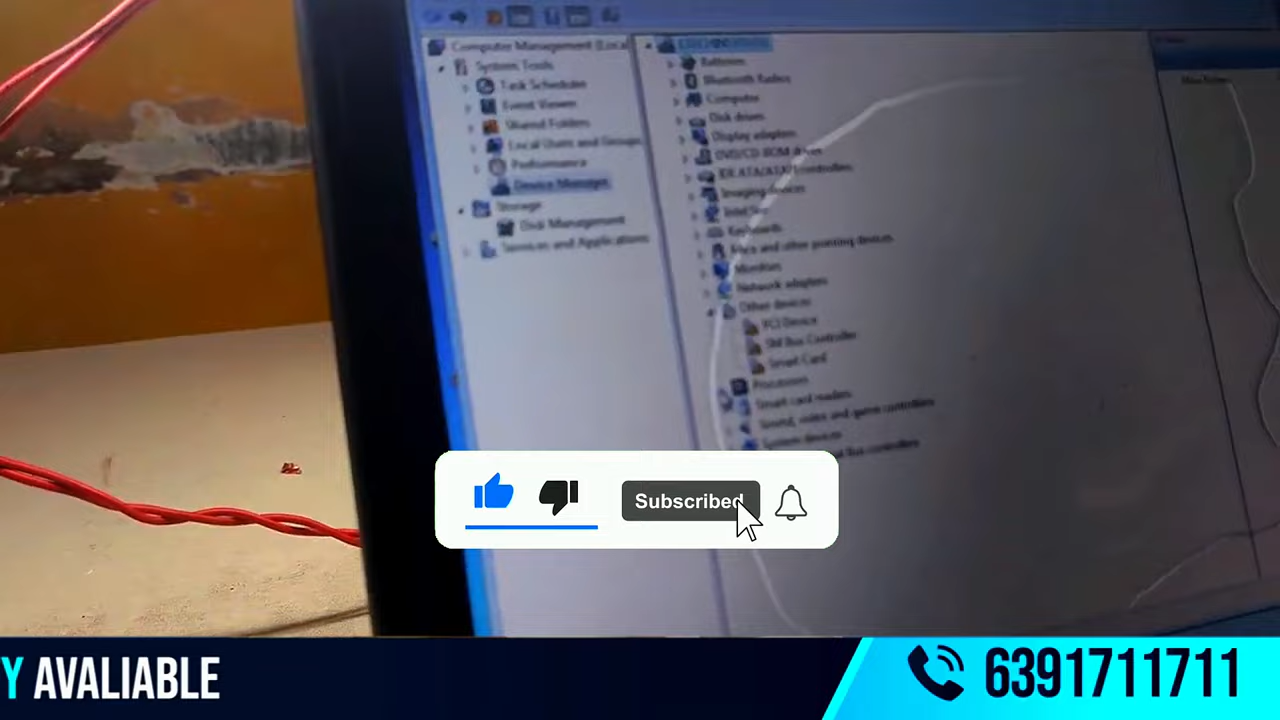 Computer Management (Local
System Tools
Task Scheduler
Event Viewer
Shared Folders
Local Users and Groups
Performance
Device Manager
Storage
Disk Management
Services and Applications
Batteries
Bluetooth Radios
Computer
Disk drives
Display adapters
DVD/CD-ROM drives
IDE ATA/ATAPI controllers
Imaging devices
Keyboards
Mice and other pointing devices
Monitors
Network adapters
Other devices
PCI Device
SM Bus Controller
Smart Card
Processors
Smart card readers
Sound, video and game controllers
System devices
Bus controllers
Subscribed
Y AVALIABLE
6391711711